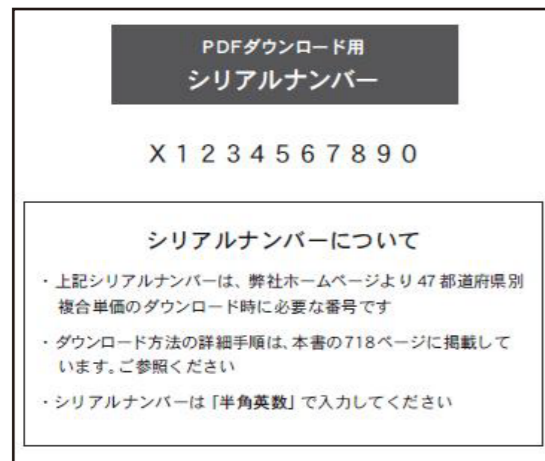 PDFダウンロード用
シリアルナンバー
X1234567890
シリアルナンバーについて
・上記シリアルナンバーは、弊社ホームページより47都道府県別
複合単価のダウンロード時に必要な番号です
・ダウンロード方法の詳細手順は、本書の718ページに掲載して
います。ご参照ください
・シリアルナンバーは「半角英数」で入力してください